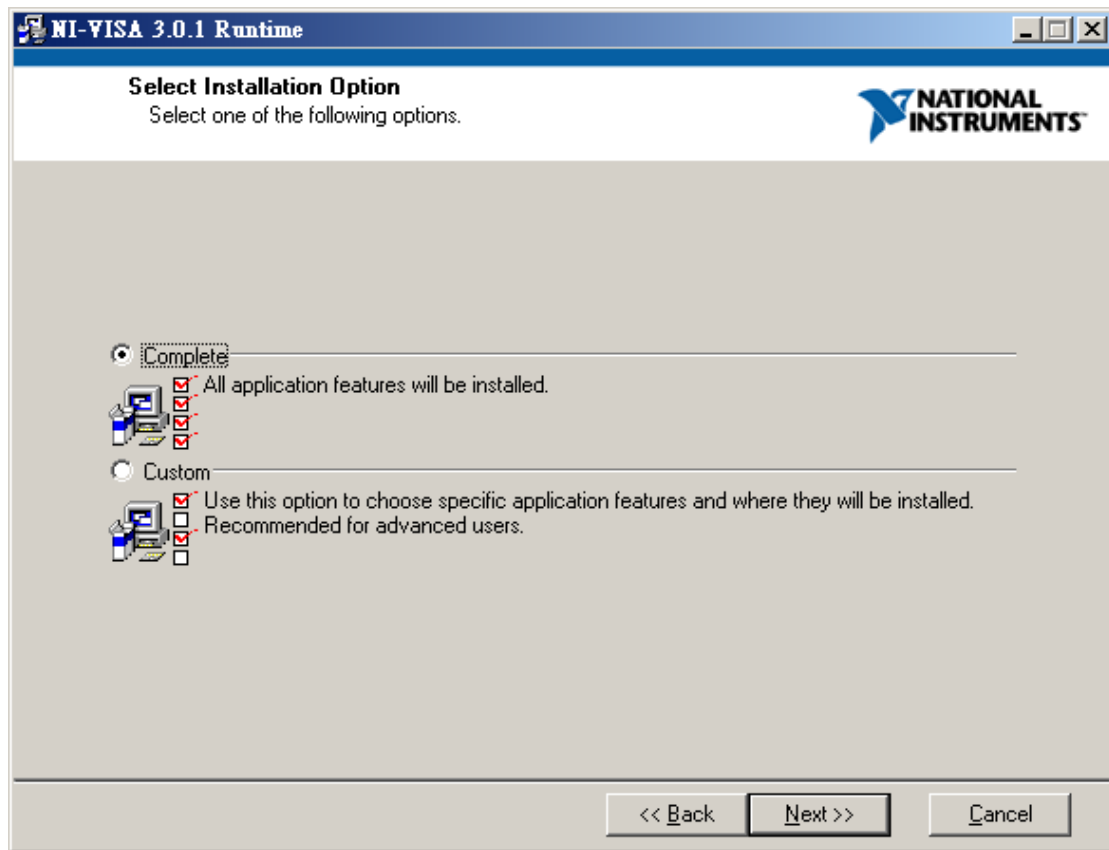 NI-VISA 3.0.1 Runtime
Select Installation Option
Select one of the following options.
NATIONAL
INSTRUMENTS™
Complete
All application features will be installed.
Custom
Use this option to choose specific application features and where they will be installed.
Recommended for advanced users.
<< Back
Next >>
Cancel